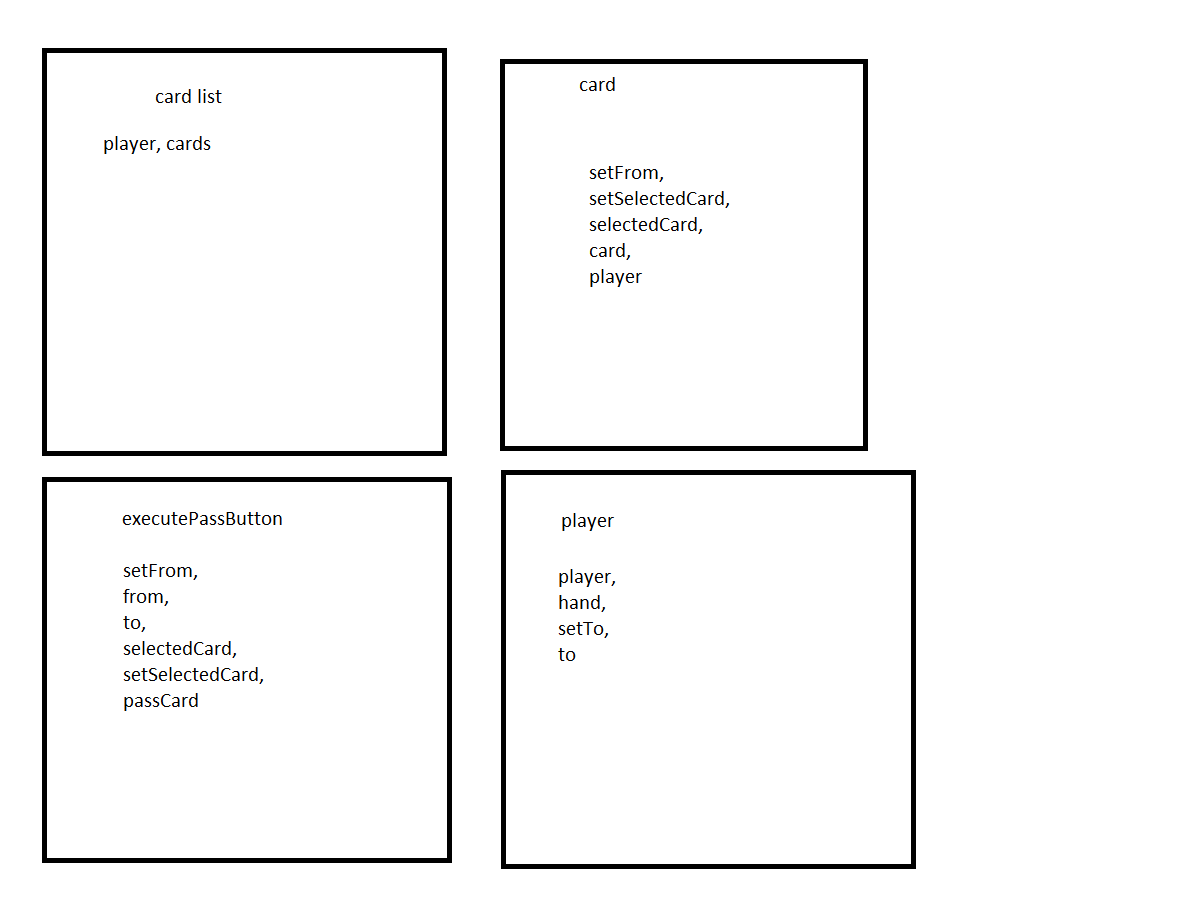 card list
player, cards
card
setFrom,
setSelectedCard,
selectedCard,
card,
player
executePassButton
setFrom,
from,
to,
selectedCard,
setSelectedCard,
passCard
player
player,
hand,
setTo,
to